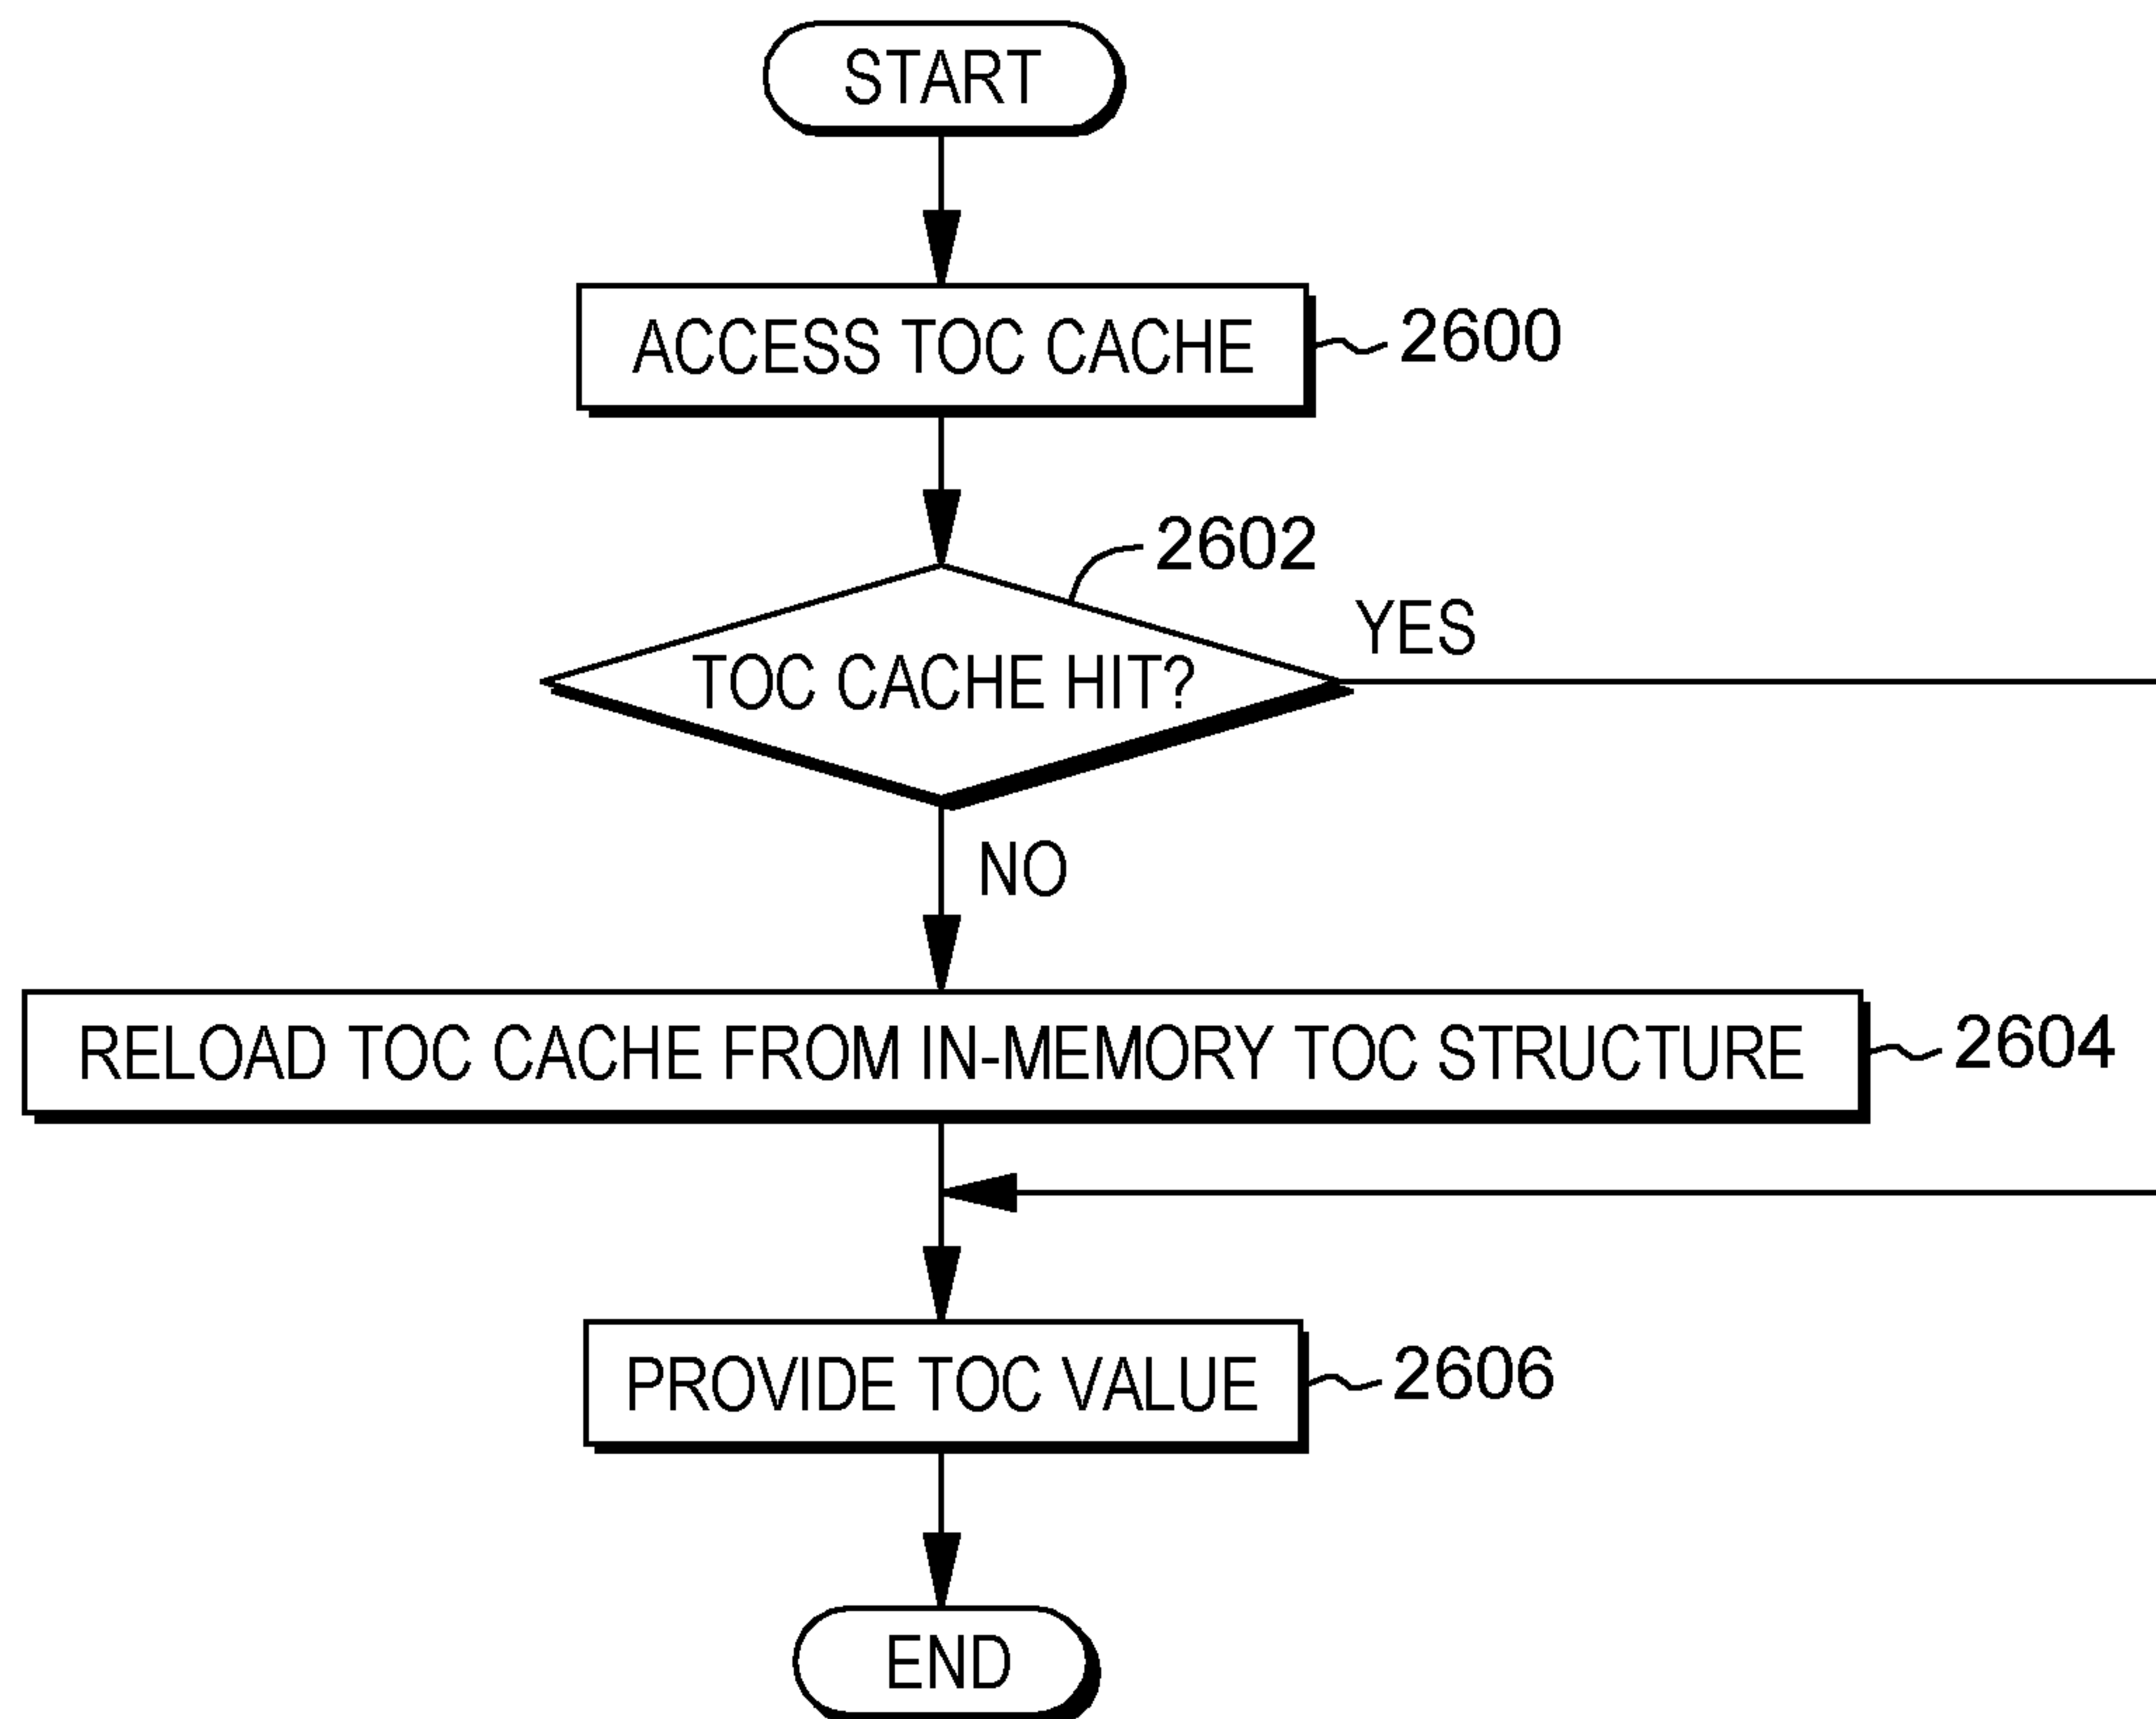 START
ACCESS TOC CACHE
2600
2602
TOC CACHE HIT?
YES
NO
RELOAD TOC CACHE FROM IN-MEMORY TOC STRUCTURE
2604
PROVIDE TOC VALUE
2606
END